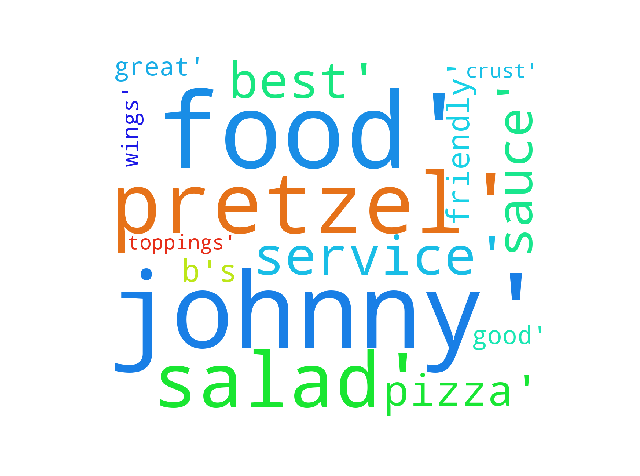 great'
best'
crust'
wings'
food'
friendly'
sauce'
pretzel'
toppings'
service'
b's
johnny'
good'
salad'
pizza'